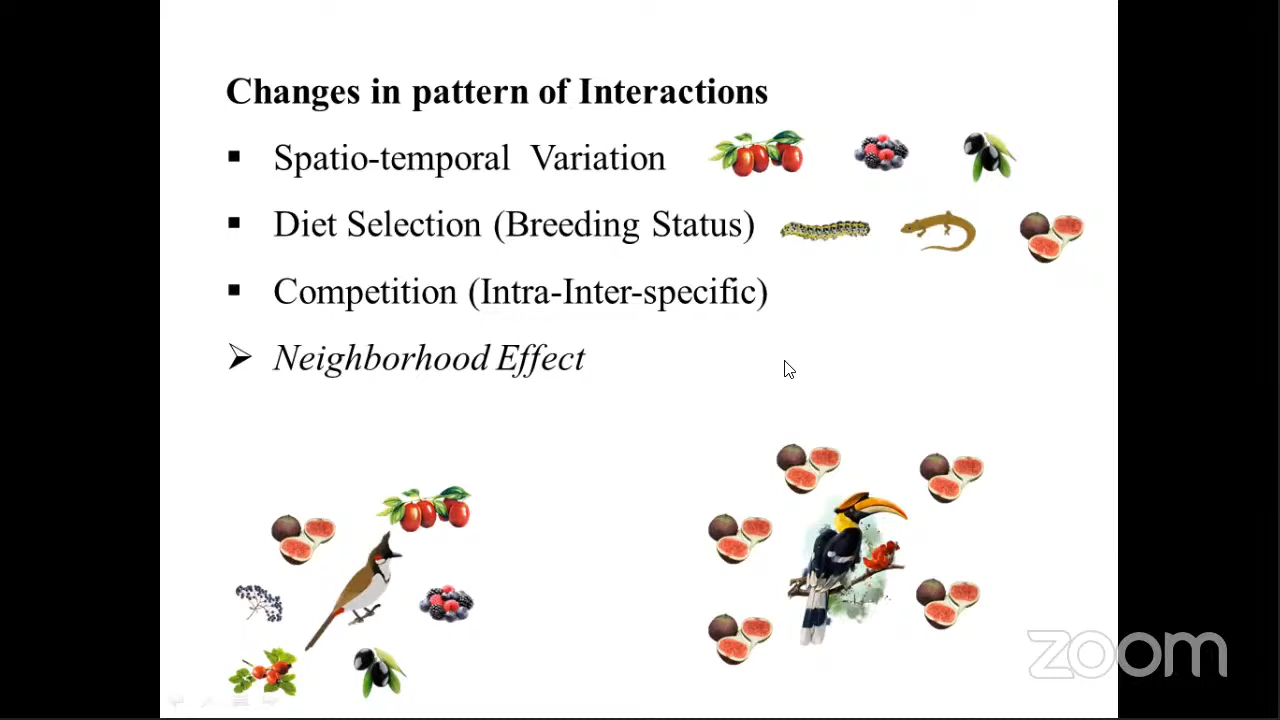 Changes in pattern of Interactions
▪ Spatio-temporal Variation
▪ Diet Selection (Breeding Status)
▪ Competition (Intra-Inter-specific)
➢ Neighborhood Effect
zoom